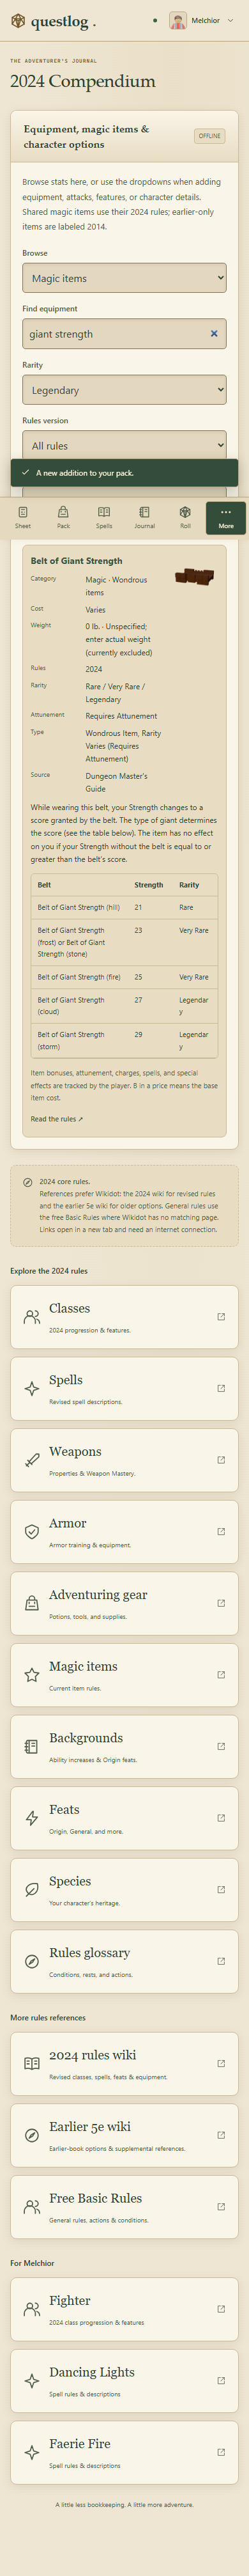 questlog .
Melchior
THE ADVENTURER'S JOURNAL
2024 Compendium
Equipment, magic items &
character options
OFFLINE
Browse stats here, or use the dropdowns when adding
equipment, attacks, features, or character details.
Shared magic items use their 2024 rules; earlier-only
items are labeled 2014.
Browse
Magic items
Find equipment
giant strength
Rarity
Legendary
Rules version
All rules
A new addition to your pack.
Sheet
Pack
Spells
Journal
Roll
More
Belt of Giant Strength
Category
Magic · Wondrous
items
Cost
Varies
Weight
0 lb. · Unspecified;
enter actual weight
(currently excluded)
Rules
2024
Rarity
Rare / Very Rare /
Legendary
Attunement
Requires Attunement
Type
Wondrous Item, Rarity
Varies (Requires
Attunement)
Source
Dungeon Master's
Guide
While wearing this belt, your Strength changes to a
score granted by the belt. The type of giant determines
the score (see the table below). The item has no effect
on you if your Strength without the belt is equal to or
greater than the belt's score.
Belt
Strength
Rarity
Belt of Giant Strength (hill)
21
Rare
Belt of Giant Strength
(frost) or Belt of Giant
Strength (stone)
23
Very Rare
Belt of Giant Strength (fire)
25
Very Rare
Belt of Giant Strength
(cloud)
27
Legendar
y
Belt of Giant Strength
(storm)
29
Legendar
y
Item bonuses, attunement, charges, spells, and special
effects are tracked by the player. B in a price means the base
item cost.
Read the rules ↗
2024 core rules.
References prefer Wikidot: the 2024 wiki for revised rules
and the earlier 5e wiki for older options. General rules use
the free Basic Rules where Wikidot has no matching page.
Links open in a new tab and need an internet connection.
Explore the 2024 rules
Classes
2024 progression & features.
Spells
Revised spell descriptions.
Weapons
Properties & Weapon Mastery.
Armor
Armor training & equipment.
Adventuring gear
Potions, tools, and supplies.
Magic items
Current item rules.
Backgrounds
Ability increases & Origin feats.
Feats
Origin, General, and more.
Species
Your character's heritage.
Rules glossary
Conditions, rests, and actions.
More rules references
2024 rules wiki
Revised classes, spells, feats & equipment.
Earlier 5e wiki
Earlier-book options & supplemental references.
Free Basic Rules
General rules, actions & conditions.
For Melchior
Fighter
2024 class progression & features
Dancing Lights
Spell rules & descriptions
Faerie Fire
Spell rules & descriptions
A little less bookkeeping. A little more adventure.